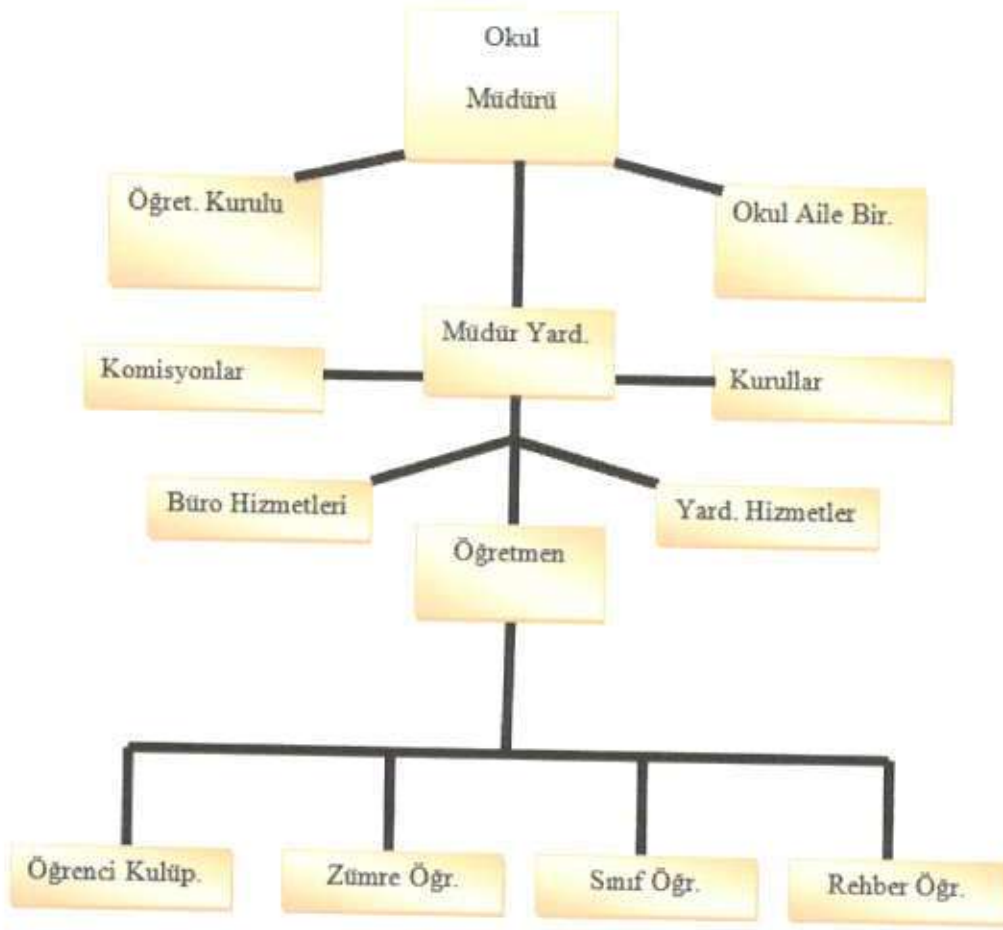 Okul
Müdürü
Öğret. Kurulu
Okul Aile Bir.
Müdür Yard.
Komisyonlar
Kurullar
Büro Hizmetleri
Yard. Hizmetler
Öğretmen
Öğrenci Kulüp.
Zümre Öğr.
Sınıf Öğr.
Rehber Öğr.